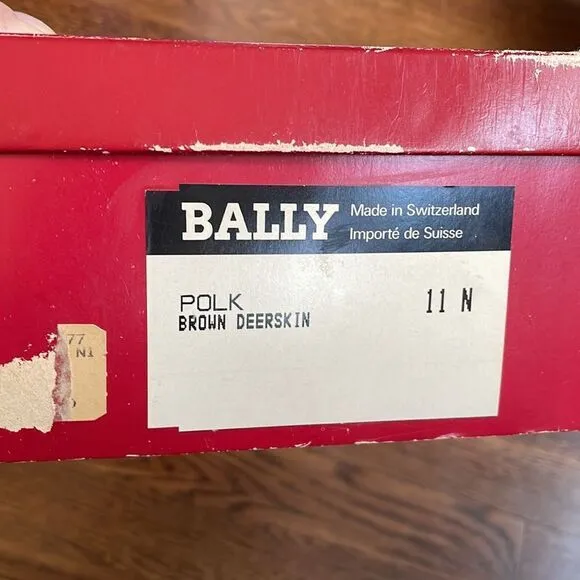 BALLY
Made in Switzerland
Importé de Suisse
POLK
11 N
BROWN DEERSKIN
77
N1